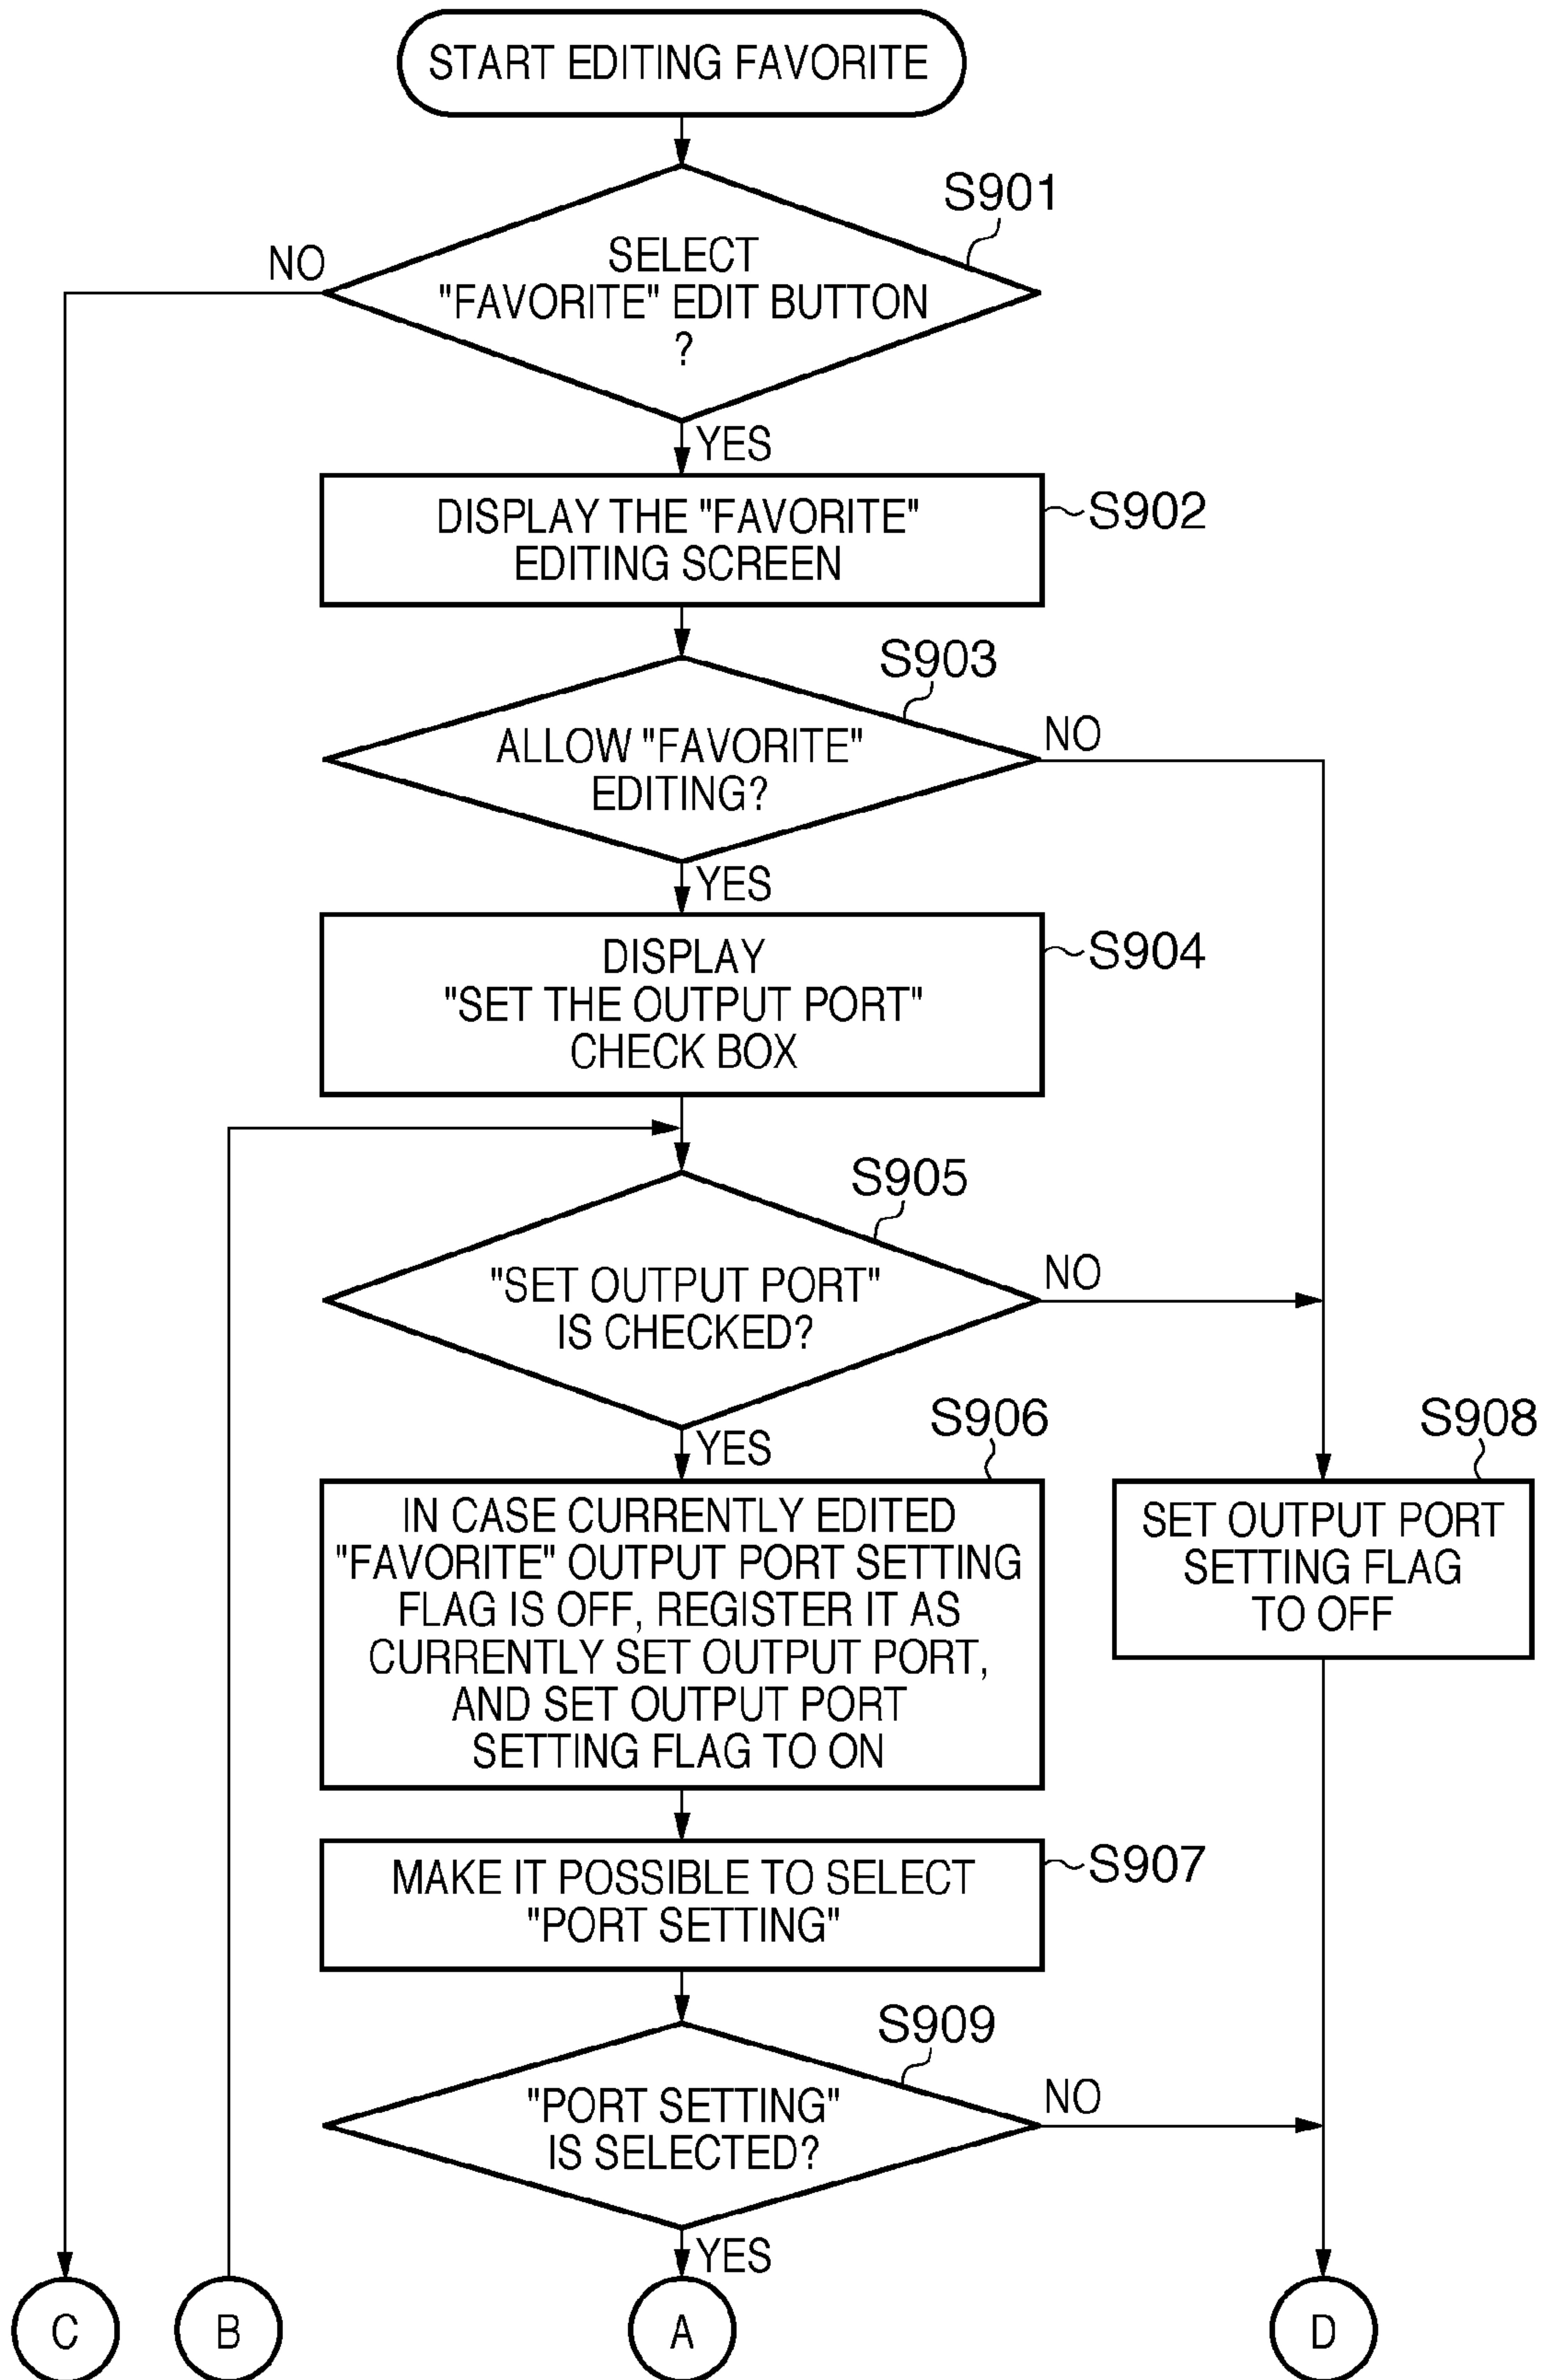 START EDITING FAVORITE
S901
NO
SELECT
"FAVORITE" EDIT BUTTON
?
YES
DISPLAY THE "FAVORITE"
EDITING SCREEN
S902
S903
NO
ALLOW "FAVORITE"
EDITING?
YES
DISPLAY
"SET THE OUTPUT PORT"
CHECK BOX
S904
S905
NO
"SET OUTPUT PORT"
IS CHECKED?
YES
S906
IN CASE CURRENTLY EDITED
"FAVORITE" OUTPUT PORT SETTING
FLAG IS OFF, REGISTER IT AS
CURRENTLY SET OUTPUT PORT,
AND SET OUTPUT PORT
SETTING FLAG TO ON
S908
SET OUTPUT PORT
SETTING FLAG
TO OFF
MAKE IT POSSIBLE TO SELECT
"PORT SETTING"
S907
S909
NO
"PORT SETTING"
IS SELECTED?
YES
C
B
A
D